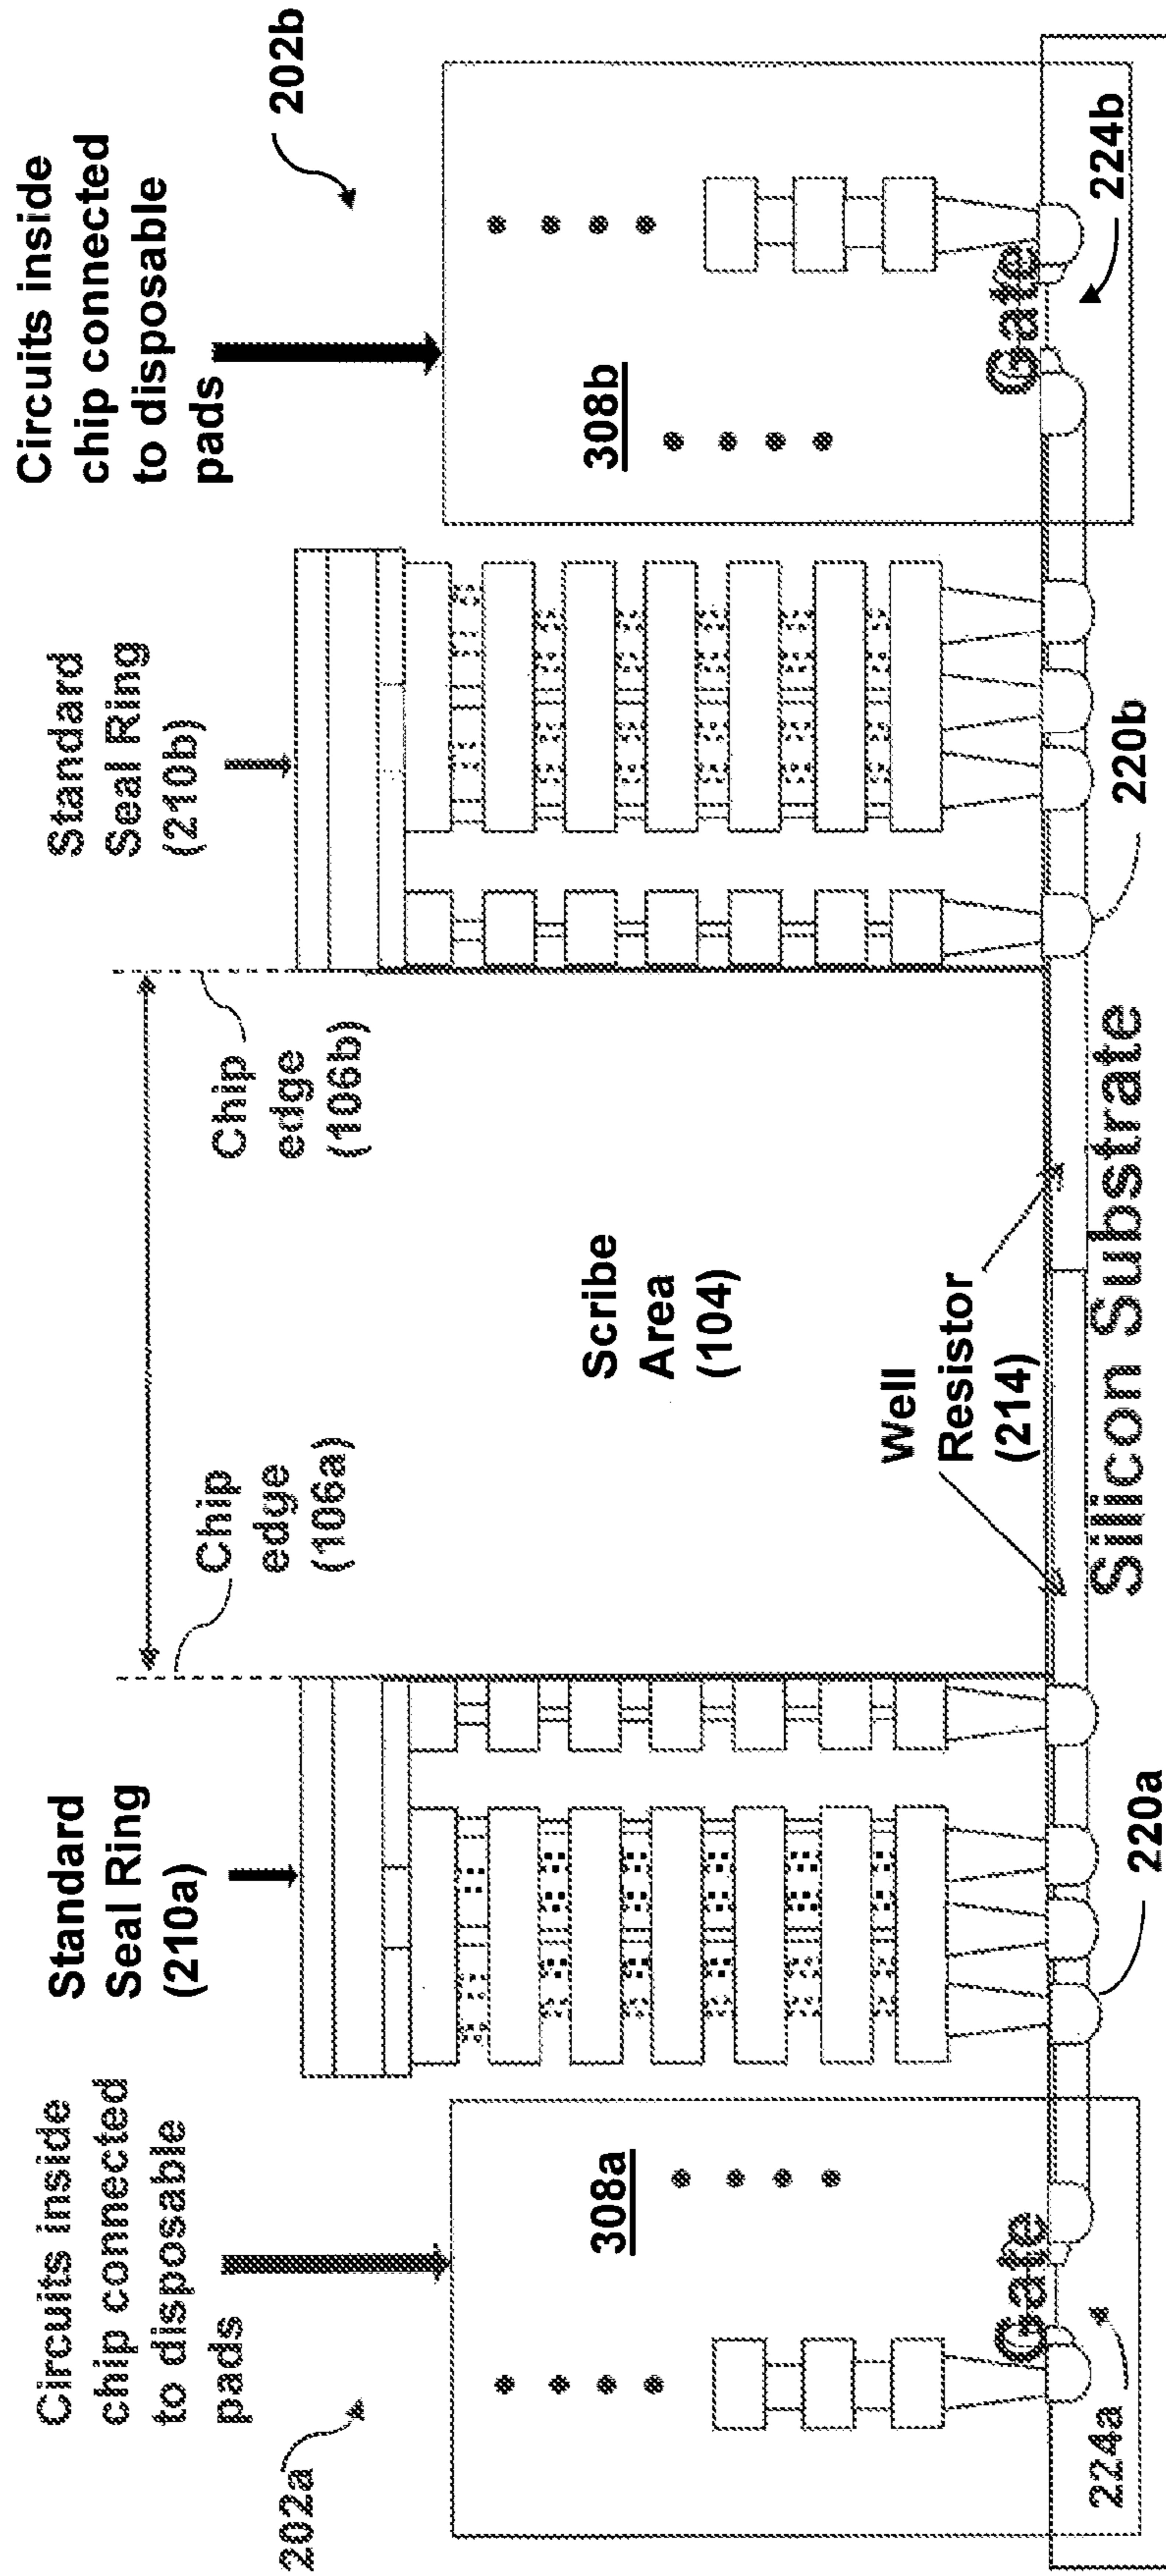 Circuits inside
chip connected
to disposable
pads
202a
308a
Gate
224a
Standard
Seal Ring
(210a)
220a
Chip
edge
(106a)
Scribe
Area
(104)
Well
Resistor
(214)
Silicon Substrate
Chip
edge
(106b)
Standard
Seal Ring
(210b)
220b
Circuits inside
chip connected
to disposable
pads
202b
308b
Gate
224b